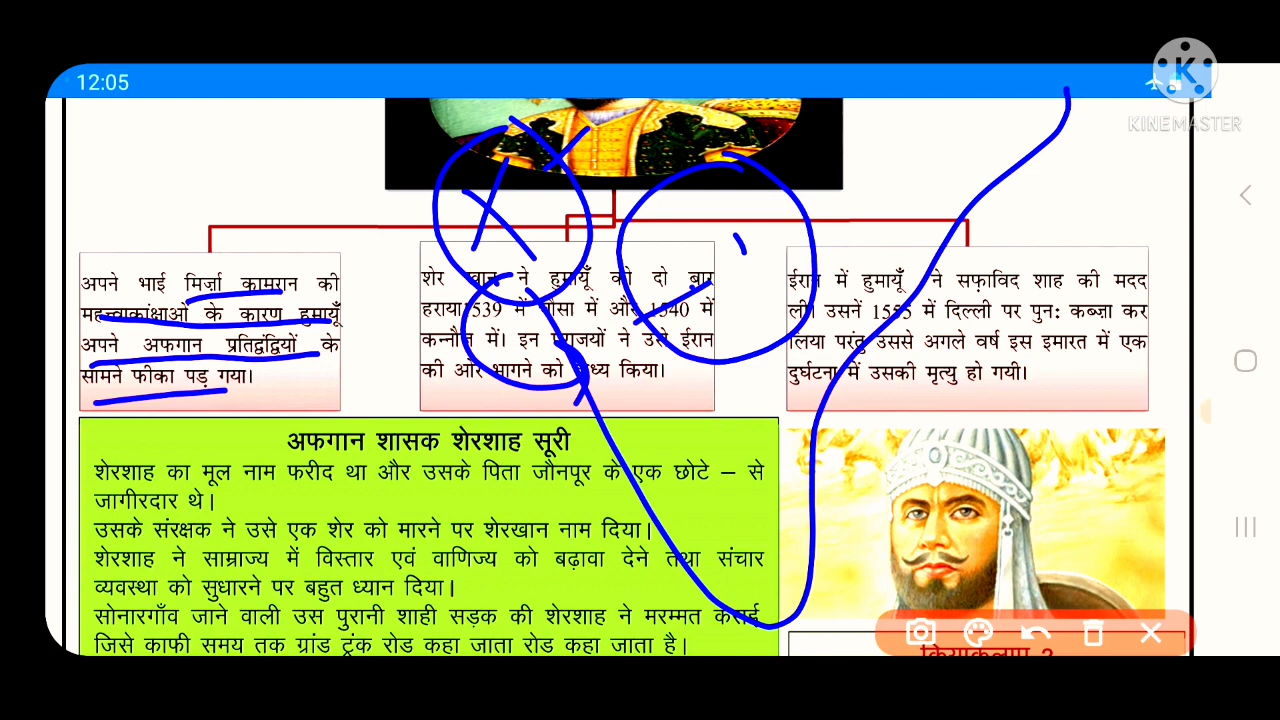 12:05
KINEMASTER
अपने भाई मिर्ज़ा कामरान की
महत्त्वाकांक्षाओं के कारण हुमायूँ
अपने अफगान प्रतिद्वंद्वियों के
सामने फीका पड़ गया।
शेर खान ने हुमायूँ को दो बार
हराया 1539 में चौसा में और 1540 में
कन्नौज में। इन पराजयों ने उसे ईरान
की ओर भागने को बाध्य किया।
ईरान में हुमायूँ ने सफ़ाविद शाह की मदद
ली। उसनें 1555 में दिल्ली पर पुन: कब्ज़ा कर
लिया परंतु उससे अगले वर्ष इस इमारत में एक
दुर्घटना में उसकी मृत्यु हो गयी।
अफगान शासक शेरशाह सूरी
शेरशाह का मूल नाम फरीद था और उसके पिता जौनपूर के एक छोटे – से
जागीरदार थे।
उसके संरक्षक ने उसे एक शेर को मारने पर शेरखान नाम दिया।
शेरशाह ने साम्राज्य में विस्तार एवं वाणिज्य को बढ़ावा देने तथा संचार
व्यवस्था को सुधारने पर बहुत ध्यान दिया।
सोनारगाँव जाने वाली उस पुरानी शाही सड़क की शेरशाह ने मरम्मत कराई
जिसे काफी समय तक ग्रांड ट्रंक रोड कहा जाता रोड कहा जाता है।